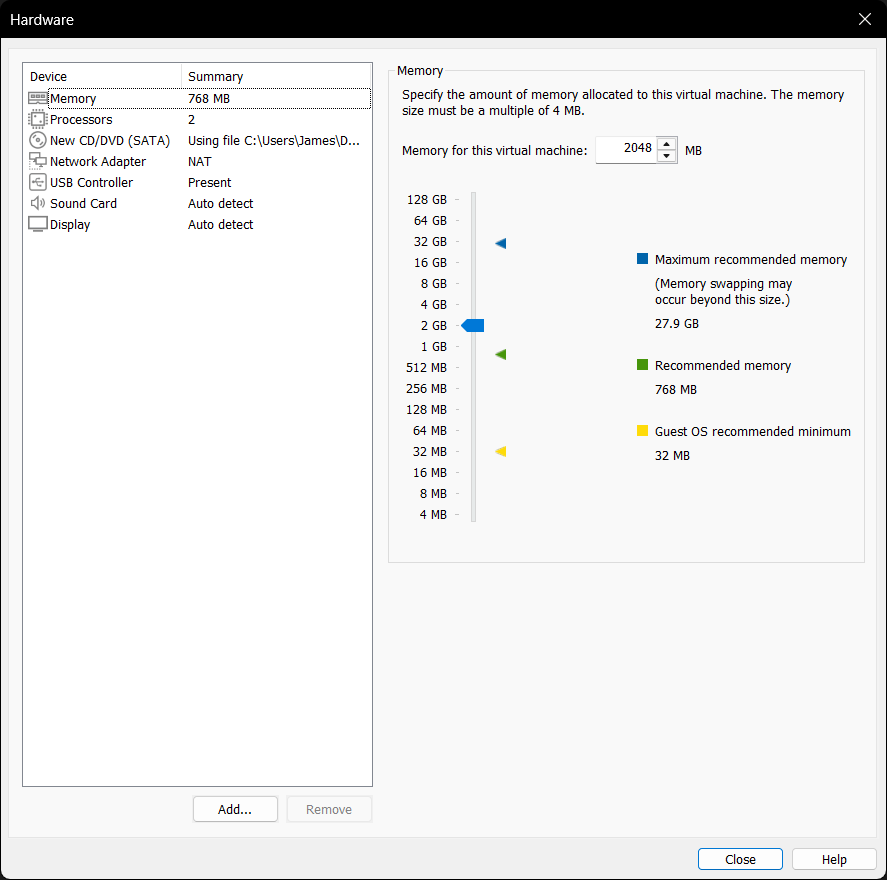 Hardware
Device Summary
Memory 768 MB
Processors 2
New CD/DVD (SATA) Using file C:\Users\James\D...
Network Adapter NAT
USB Controller Present
Sound Card Auto detect
Display Auto detect
Add... Remove
Memory
Specify the amount of memory allocated to this virtual machine. The memory
size must be a multiple of 4 MB.
Memory for this virtual machine: 2048 MB
128 GB
64 GB
32 GB
16 GB
8 GB
4 GB
2 GB
1 GB
512 MB
256 MB
128 MB
64 MB
32 MB
16 MB
8 MB
4 MB
Maximum recommended memory
(Memory swapping may
occur beyond this size.)
27.9 GB
Recommended memory
768 MB
Guest OS recommended minimum
32 MB
Close Help